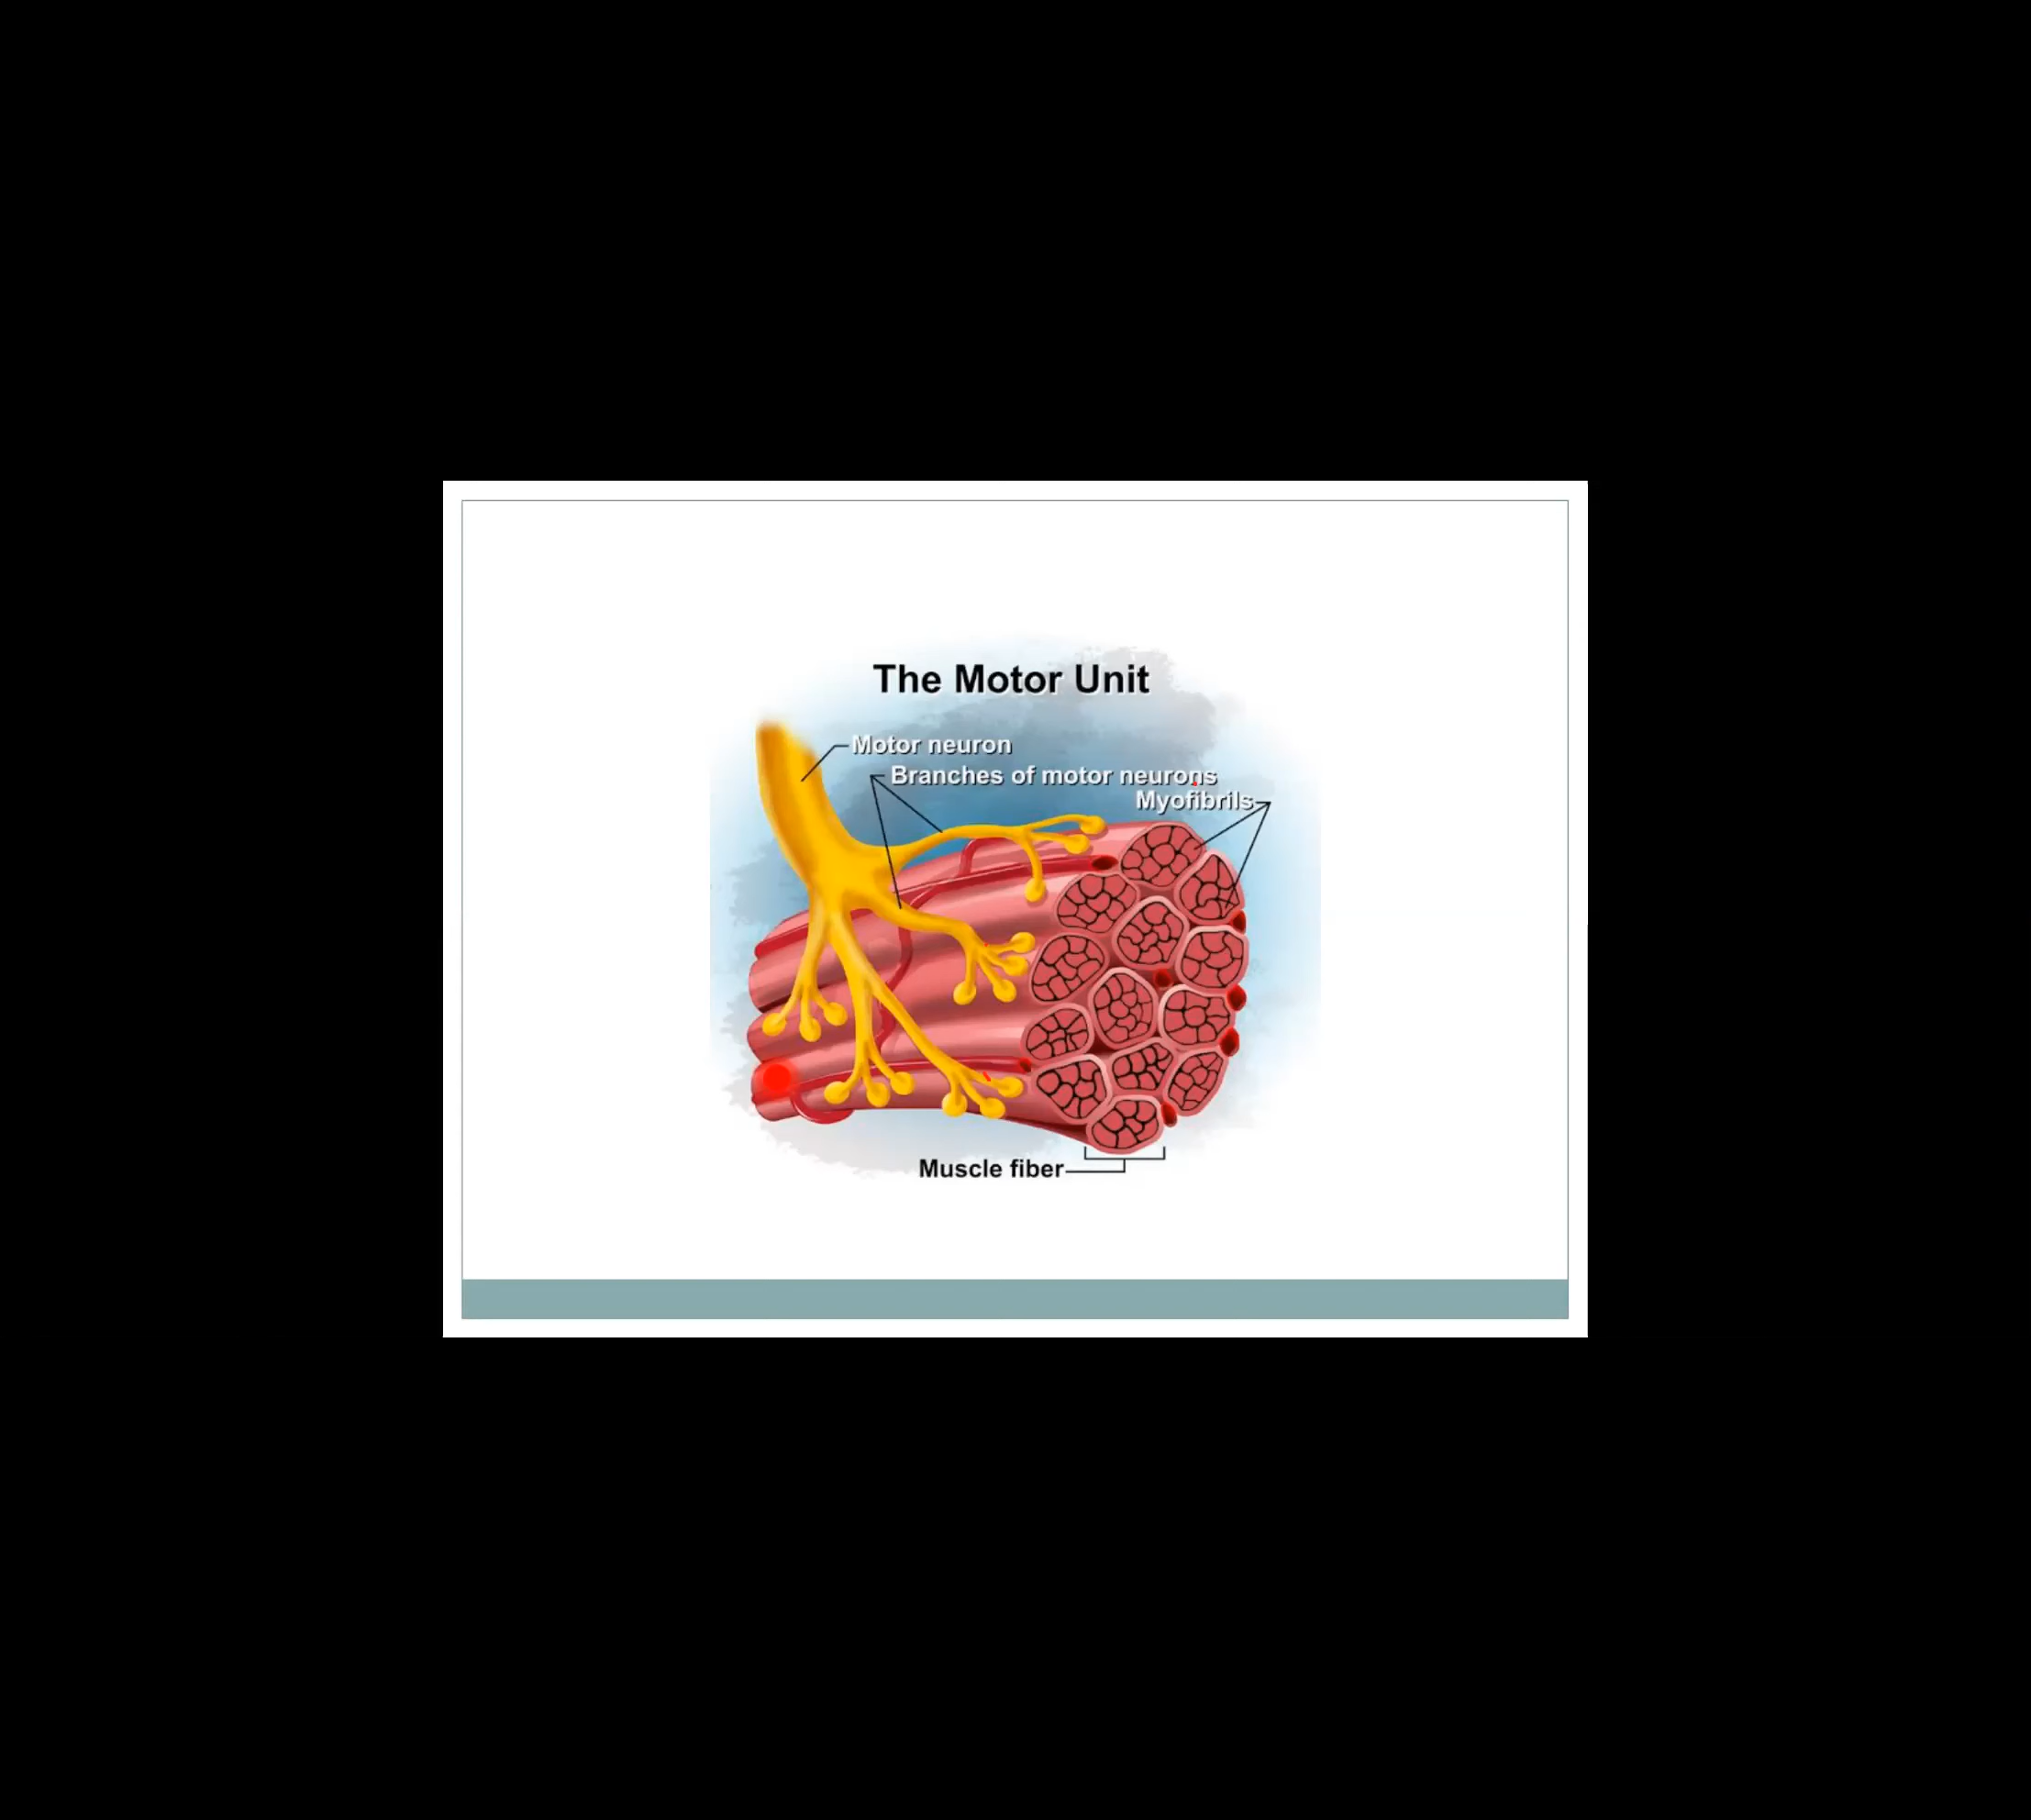 The Motor Unit
Motor neuron
Branches of motor neurons
Myofibrils
Muscle fiber